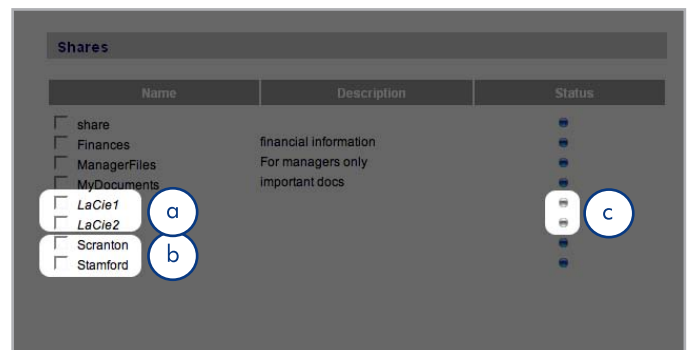 Shares
Name Description Status
share
Finances financial information
ManagerFiles For managers only
MyDocuments important docs
LaCie1
LaCie2
a
c
Scranton
b
Stamford